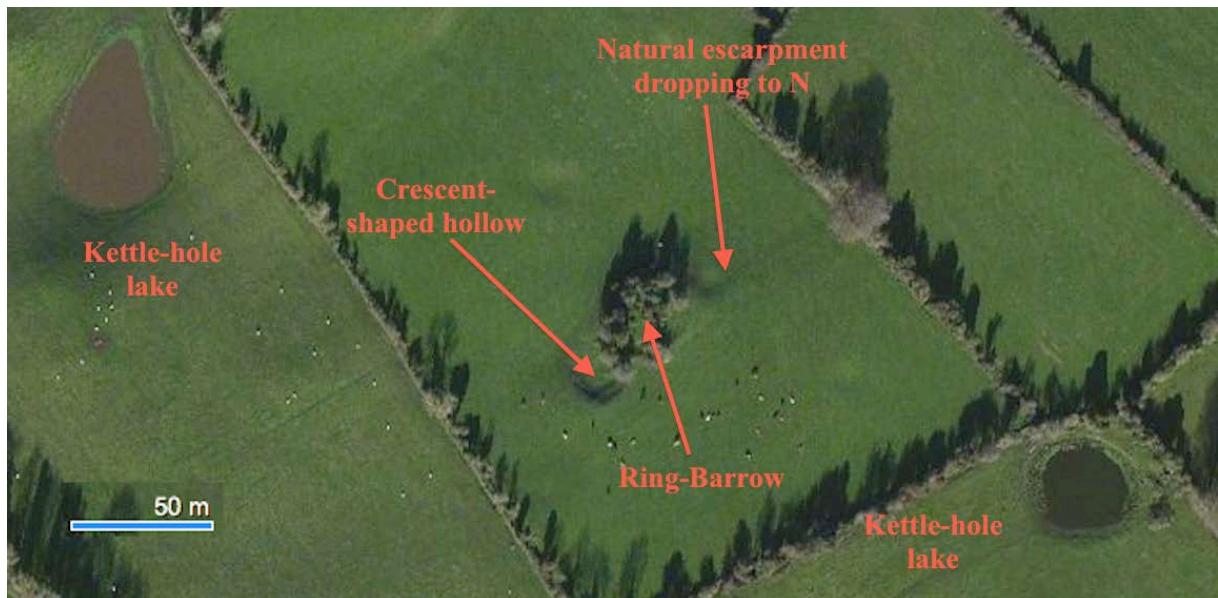 Natural escarpment
dropping to N
Crescent-
shaped hollow
Kettle-hole
lake
Ring-Barrow
50 m
Kettle-hole
lake